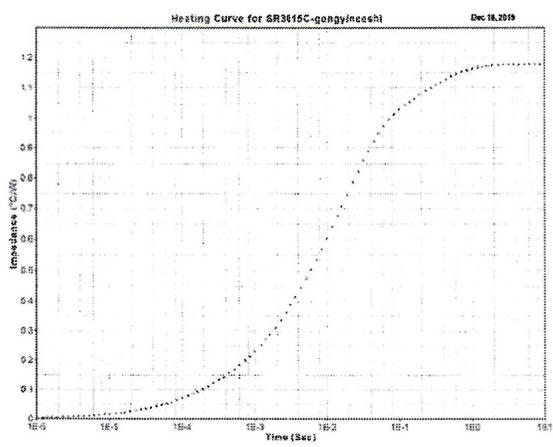 Heating Curve for SR3615C-gongyinceshi
Dec 18, 2019
Impedance (°C/W)
1.2
1.1
1
0.9
0.8
0.7
0.6
0.5
0.4
0.3
0.2
0.1
0
1E-6
1E-5
1E-4
1E-3
1E-2
1E-1
1E0
1E1
Time (Sec)